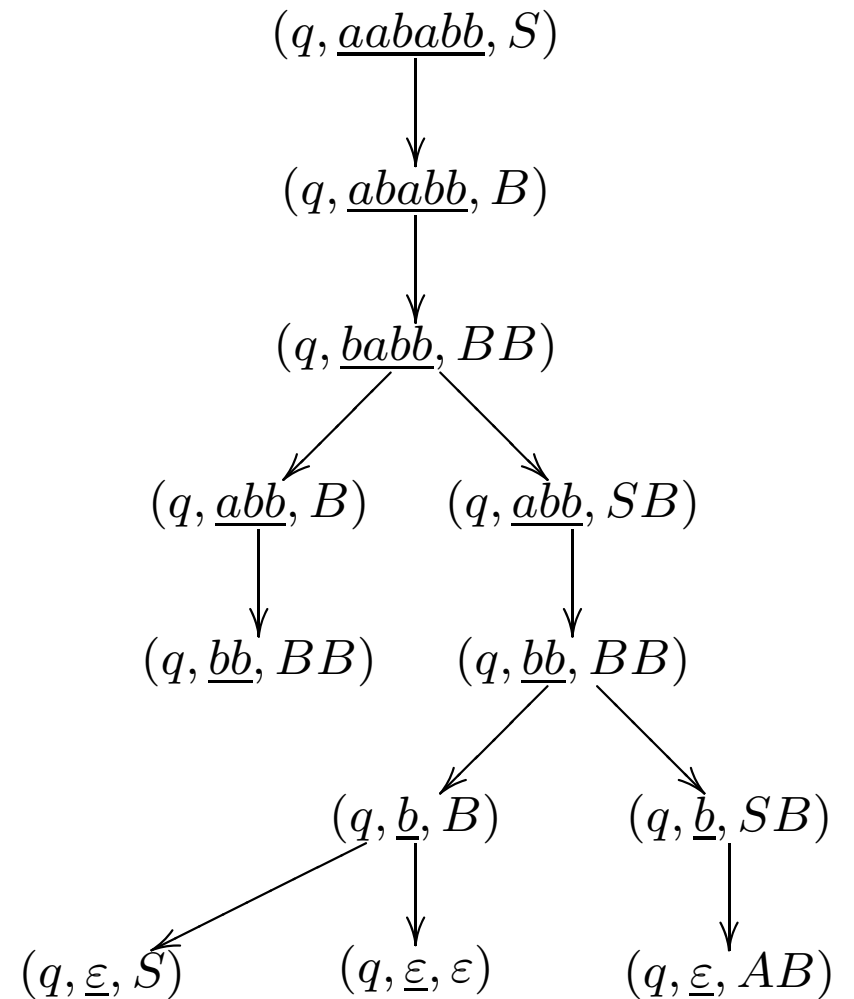 (q, aababb, S)
(q, ababb, B)
(q, babb, BB)
(q, abb, B) (q, abb, SB)
(q, bb, BB) (q, bb, BB)
(q, b, B) (q, b, SB)
(q, ε, S) (q, ε, ε) (q, ε, AB)